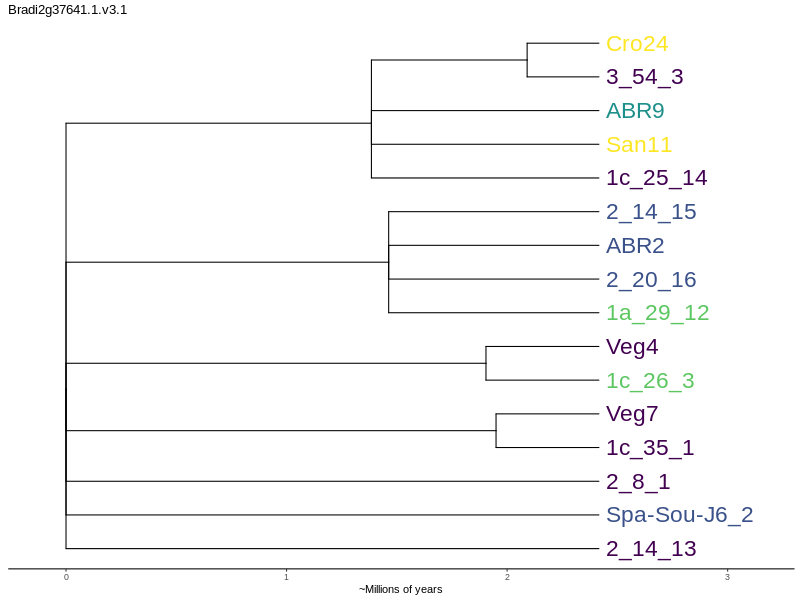 Bradi2g37641.1.v3.1
Cro24
3_54_3
ABR9
San11
1c_25_14
2_14_15
ABR2
2_20_16
1a_29_12
Veg4
1c_26_3
Veg7
1c_35_1
2_8_1
Spa-Sou-J6_2
2_14_13
0 1 2 3
~Millions of years